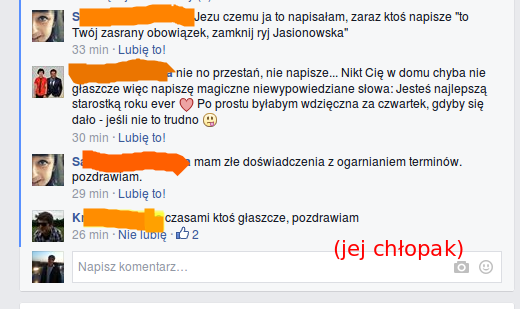 S Jezu czemu ja to napisałam, zaraz ktoś napisze "to
Twój zasrany obowiązek, zamknij ryj Jasionowska"
33 min · Lubię to!
a nie no przestań, nie napisze... Nikt Cię w domu chyba nie
głaszcze więc napiszę magiczne niewypowiedziane słowa: Jesteś najlepszą
starostką roku ever ❤ Po prostu byłabym wdzięczna za czwartek, gdyby się
dało - jeśli nie to trudno 😛
30 min · Lubię to!
Sa a mam złe doświadczenia z ogarnianiem terminów.
pozdrawiam.
29 min · Lubię to!
Kr czasami ktoś głaszcze, pozdrawiam
26 min · Nie lubię · 2
(jej chłopak)
Napisz komentarz...